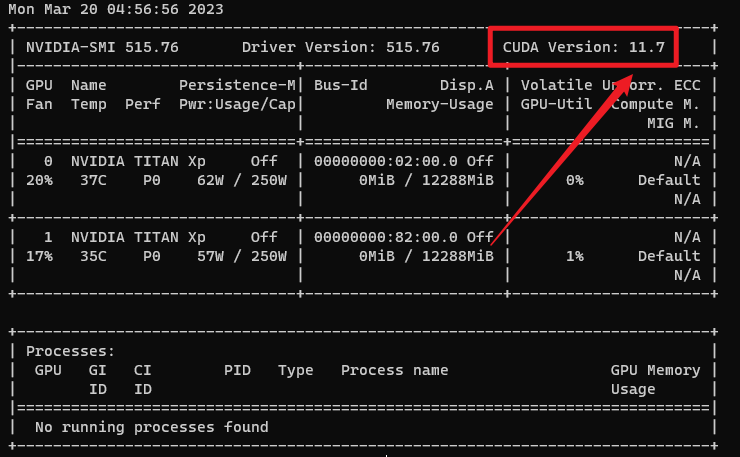 Mon Mar 20 04:56:56 2023
+-----------------------------------------------------------------------------+
| NVIDIA-SMI 515.76       Driver Version: 515.76       CUDA Version: 11.7     |
|-------------------------------+----------------------+----------------------+
| GPU  Name        Persistence-M| Bus-Id        Disp.A | Volatile Uncorr. ECC |
| Fan  Temp  Perf  Pwr:Usage/Cap|         Memory-Usage | GPU-Util  Compute M. |
|                               |                      |               MIG M. |
|===============================+======================+======================|
|   0  NVIDIA TITAN Xp     Off  | 00000000:02:00.0 Off |                  N/A |
| 20%   37C    P0    62W / 250W |      0MiB / 12288MiB |      0%      Default |
|                               |                      |                  N/A |
+-------------------------------+----------------------+----------------------+
|   1  NVIDIA TITAN Xp     Off  | 00000000:82:00.0 Off |                  N/A |
| 17%   35C    P0    57W / 250W |      0MiB / 12288MiB |      1%      Default |
|                               |                      |                  N/A |
+-------------------------------+----------------------+----------------------+
+-----------------------------------------------------------------------------+
| Processes:                                                                  |
|  GPU   GI   CI        PID   Type   Process name                  GPU Memory |
|        ID   ID                                                   Usage      |
|=============================================================================|
|  No running processes found                                                 |
+-----------------------------------------------------------------------------+